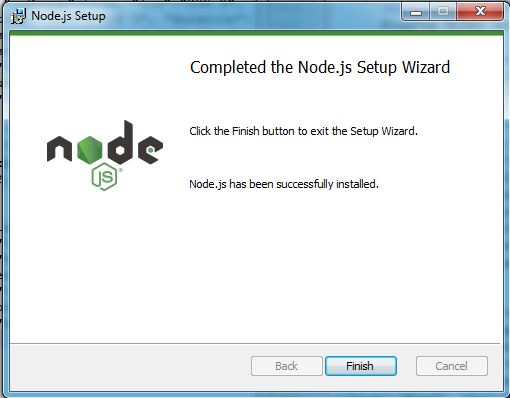 Node.js Setup
Completed the Node.js Setup Wizard
Click the Finish button to exit the Setup Wizard.
node
JS
Node.js has been successfully installed.
Back
Finish
Cancel